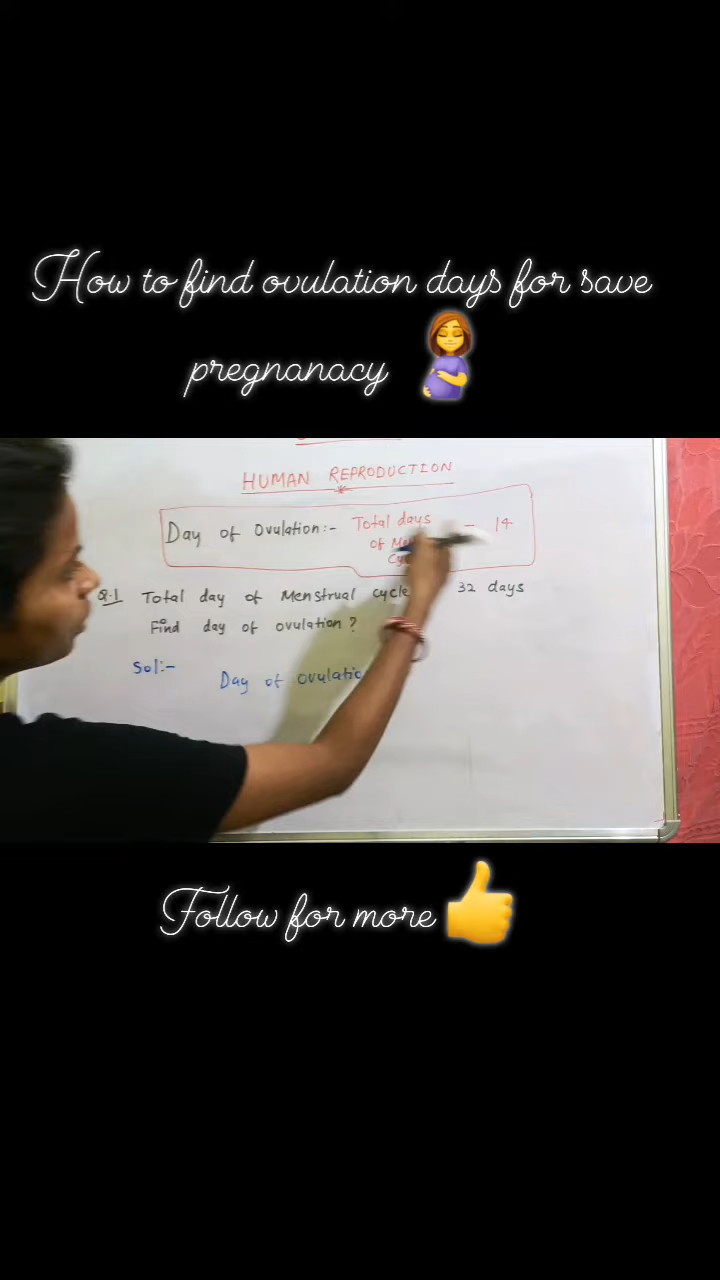 How to find ovulation days for save
pregnanacy
HUMAN REPRODUCTION
Day of Ovulation:- Total days - 14
of
Q.1 Total day of Menstrual cycle 32 days
Find day of ovulation?
Sol:-
Day of
Follow for more